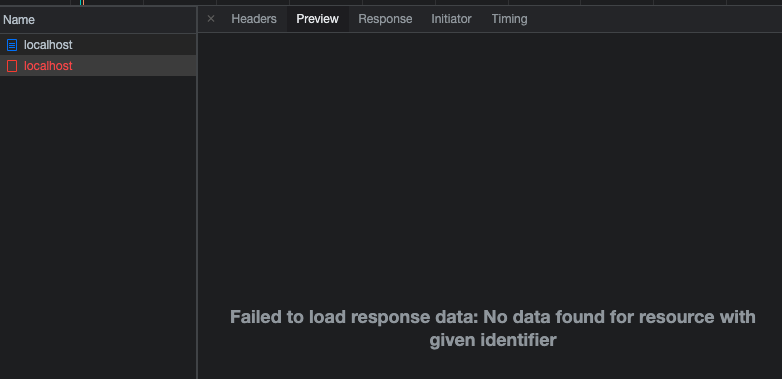 Name
× Headers Preview Response Initiator Timing
localhost
localhost
Failed to load response data: No data found for resource with
given identifier